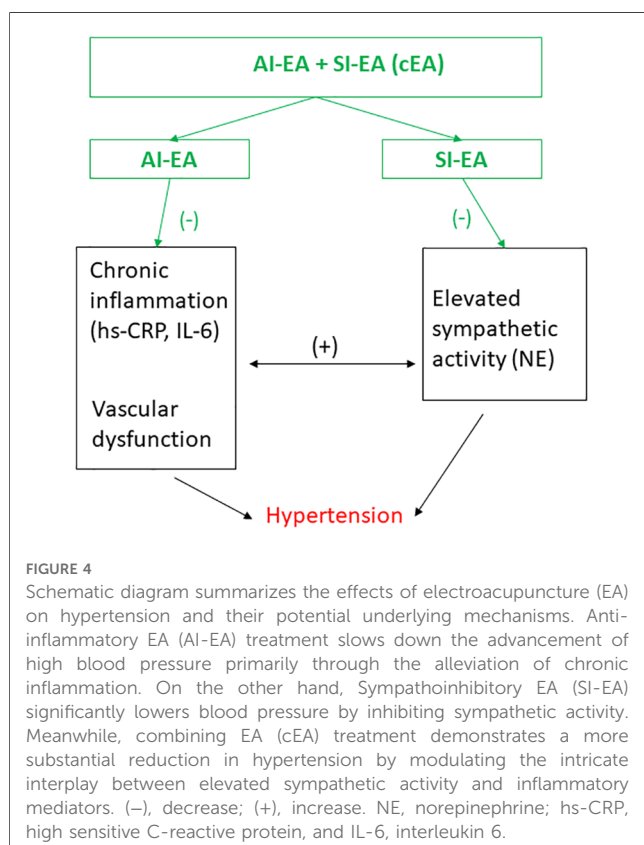 AI-EA + SI-EA (cEA)
AI-EA
SI-EA
(-)
(-)
Chronic
inflammation
(hs-CRP, IL-6)
Vascular
dysfunction
(+)
Elevated
sympathetic
activity (NE)
Hypertension
FIGURE 4
Schematic diagram summarizes the effects of electroacupuncture (EA)
on hypertension and their potential underlying mechanisms. Anti-
inflammatory EA (AI-EA) treatment slows down the advancement of
high blood pressure primarily through the alleviation of chronic
inflammation. On the other hand, Sympathoinhibitory EA (SI-EA)
significantly lowers blood pressure by inhibiting sympathetic activity.
Meanwhile, combining EA (cEA) treatment demonstrates a more
substantial reduction in hypertension by modulating the intricate
interplay between elevated sympathetic activity and inflammatory
mediators. (−), decrease; (+), increase. NE, norepinephrine; hs-CRP,
high sensitive C-reactive protein, and IL-6, interleukin 6.